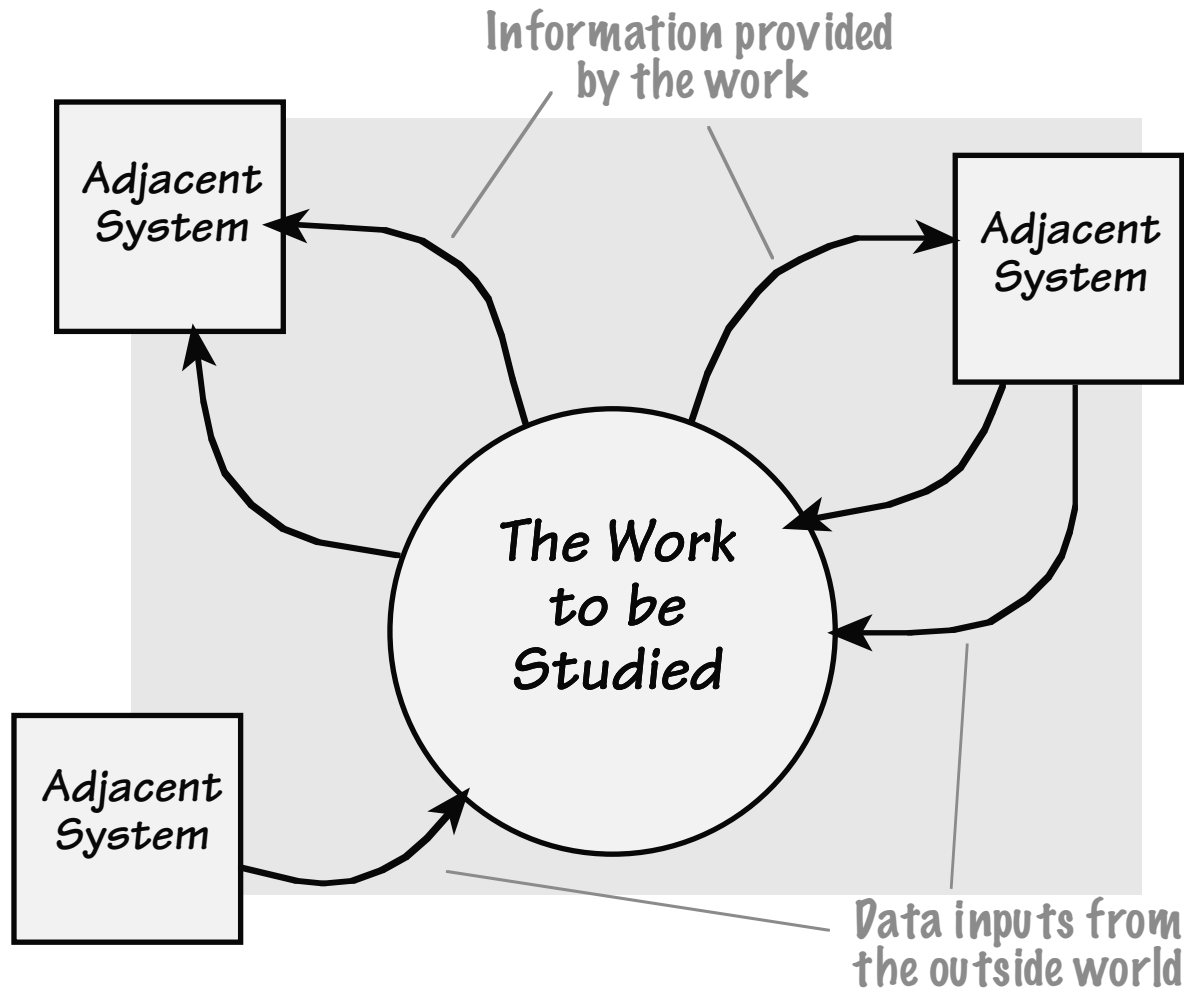 Information provided
by the work
Adjacent
System
Adjacent
System
The Work
to be
Studied
Adjacent
System
Data inputs from
the outside world